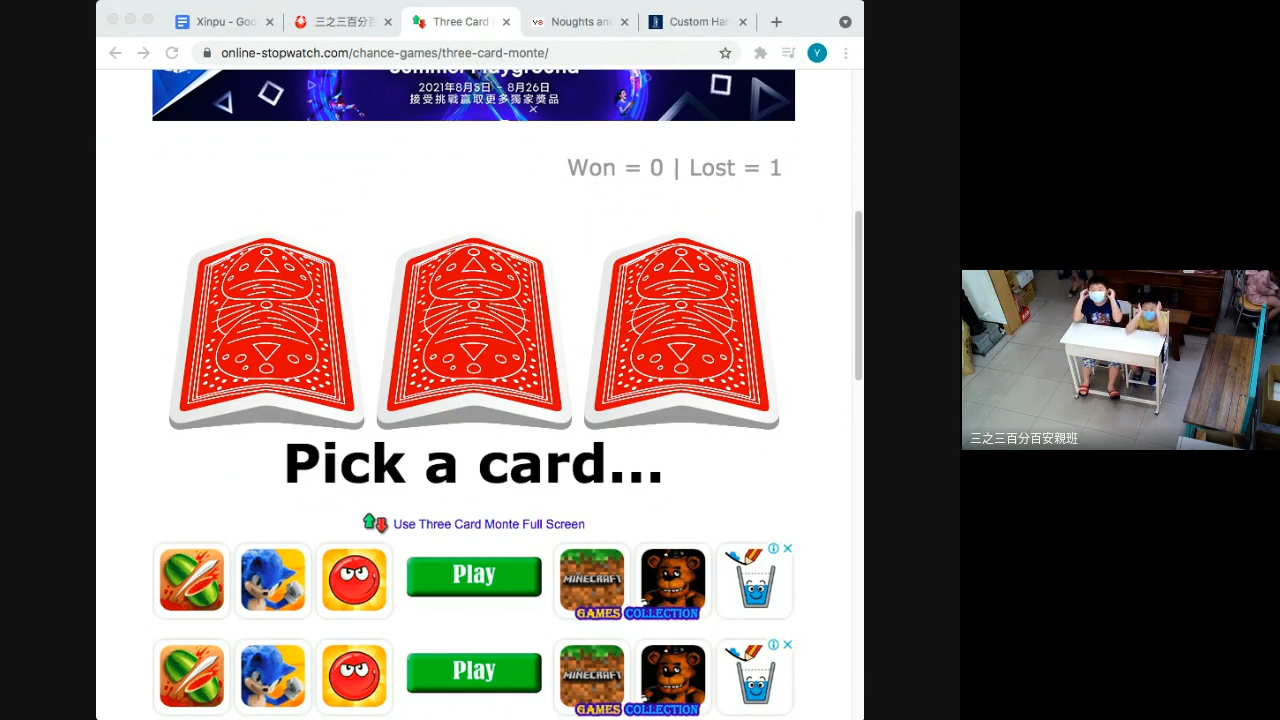 Xinpu - Goo
三之三百分百
Three Card
Noughts and
Custom Han
online-stopwatch.com/chance-games/three-card-monte/
Y
Summer Playground
2021年8月5日 - 8月26日
接受挑戰贏取更多獨家獎品
Won = 0 | Lost = 1
Pick a card...
Use Three Card Monte Full Screen
Play
MINECRAFT
GAMES COLLECTION
Play
MINECRAFT
GAMES COLLECTION
三之三百分百安親班